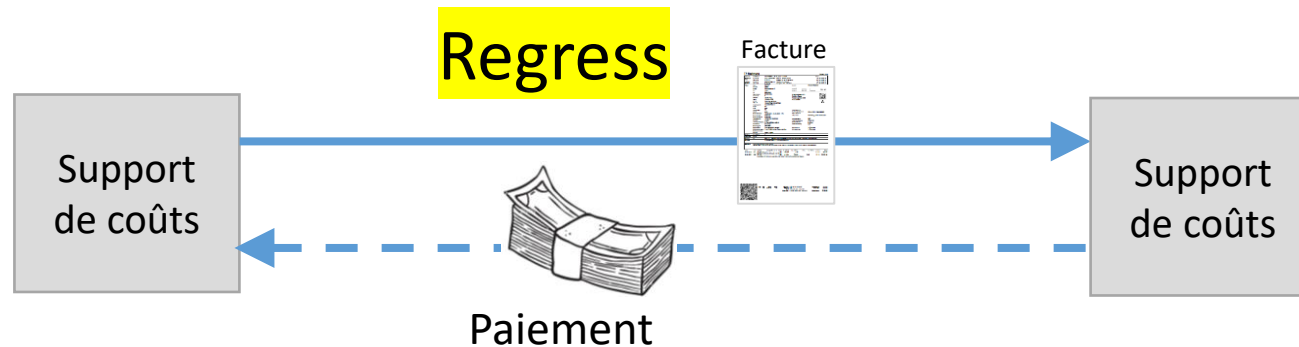 Regress
Facture
Support
de coûts
Support
de coûts
Paiement